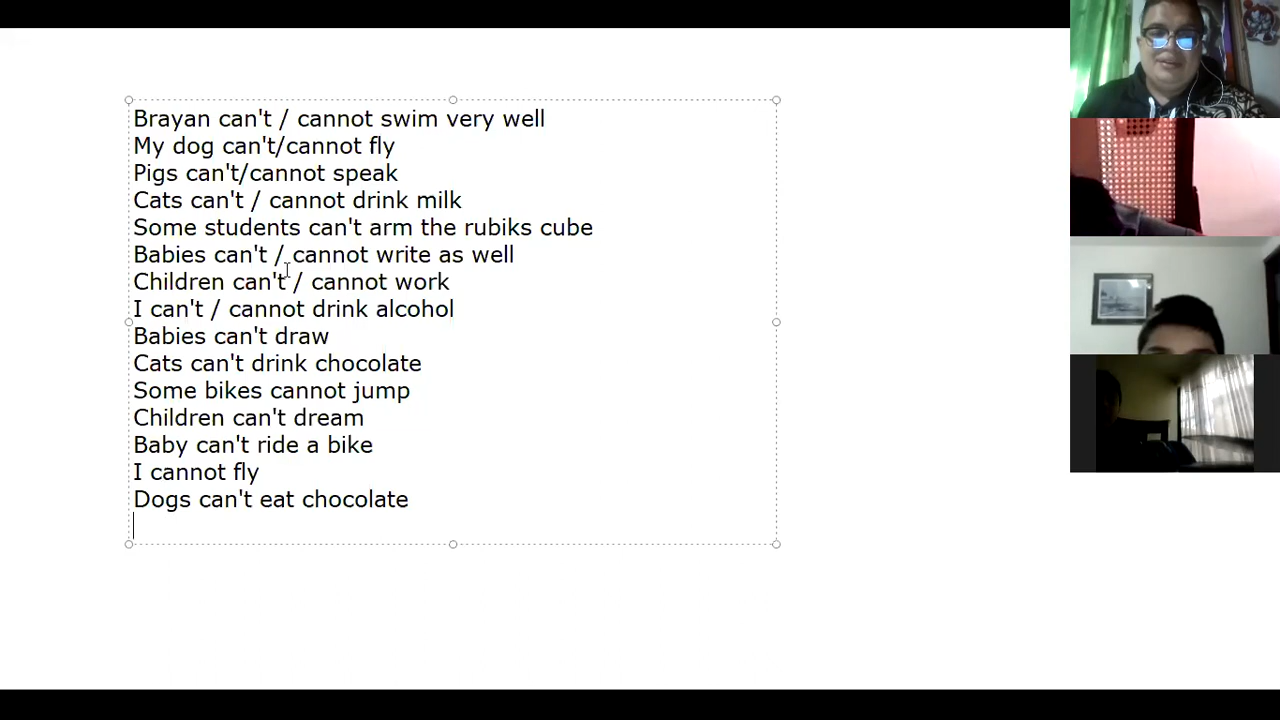 Brayan can't / cannot swim very well
My dog can't/cannot fly
Pigs can't/cannot speak
Cats can't / cannot drink milk
Some students can't arm the rubiks cube
Babies can't / cannot write as well
Children can't / cannot work
I can't / cannot drink alcohol
Babies can't draw
Cats can't drink chocolate
Some bikes cannot jump
Children can't dream
Baby can't ride a bike
I cannot fly
Dogs can't eat chocolate